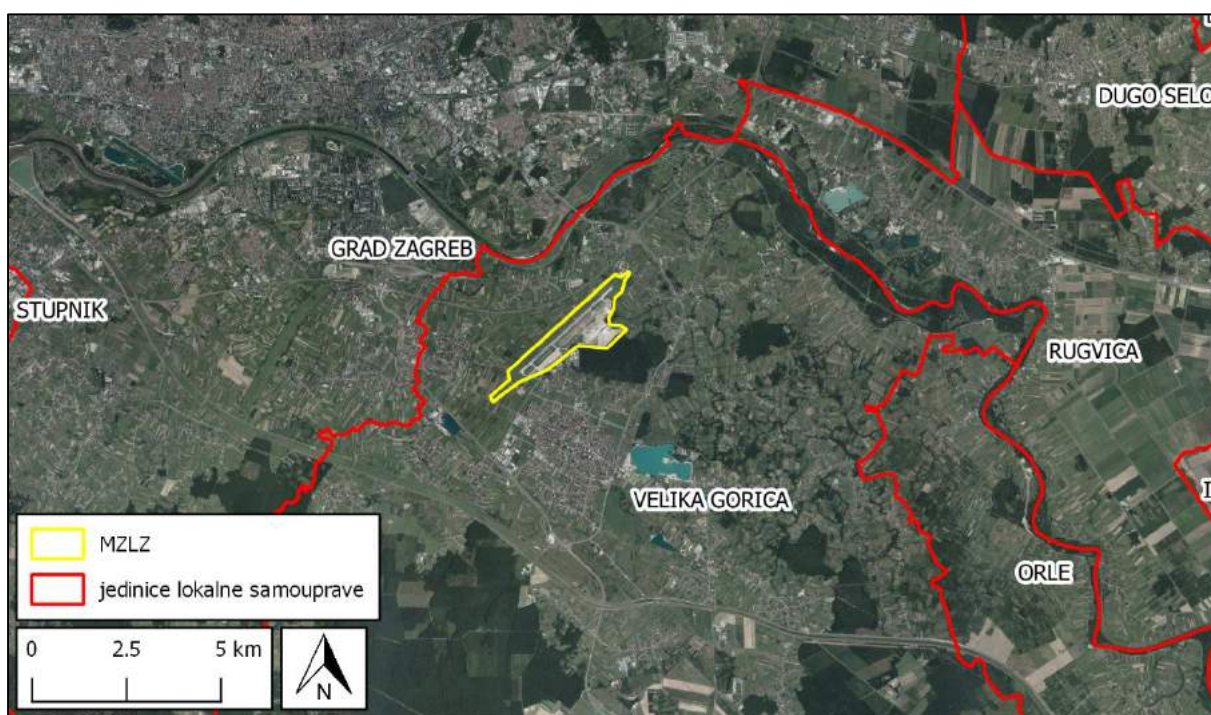 DUGO SELO
GRAD ZAGREB
STUPNIK
RUGVICA
VELIKA GORICA
ORLE
MZLZ
jedinice lokalne samouprave
0 2.5 5 km
N